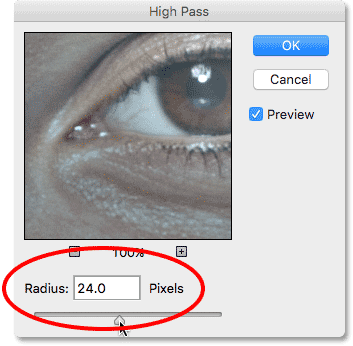 High Pass
OK
Cancel
Preview
100%
Radius: 24.0 Pixels